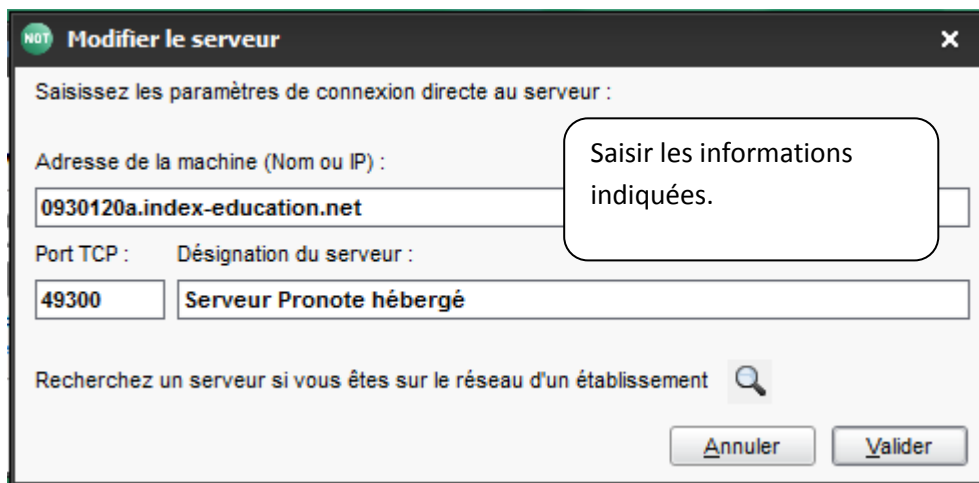 NOT Modifier le serveur
Saisissez les paramètres de connexion directe au serveur :
Adresse de la machine (Nom ou IP) :
Saisir les informations
indiquées.
0930120a.index-education.net
Port TCP : Désignation du serveur :
49300 Serveur Pronote hébergé
Recherchez un serveur si vous êtes sur le réseau d'un établissement
Annuler Valider